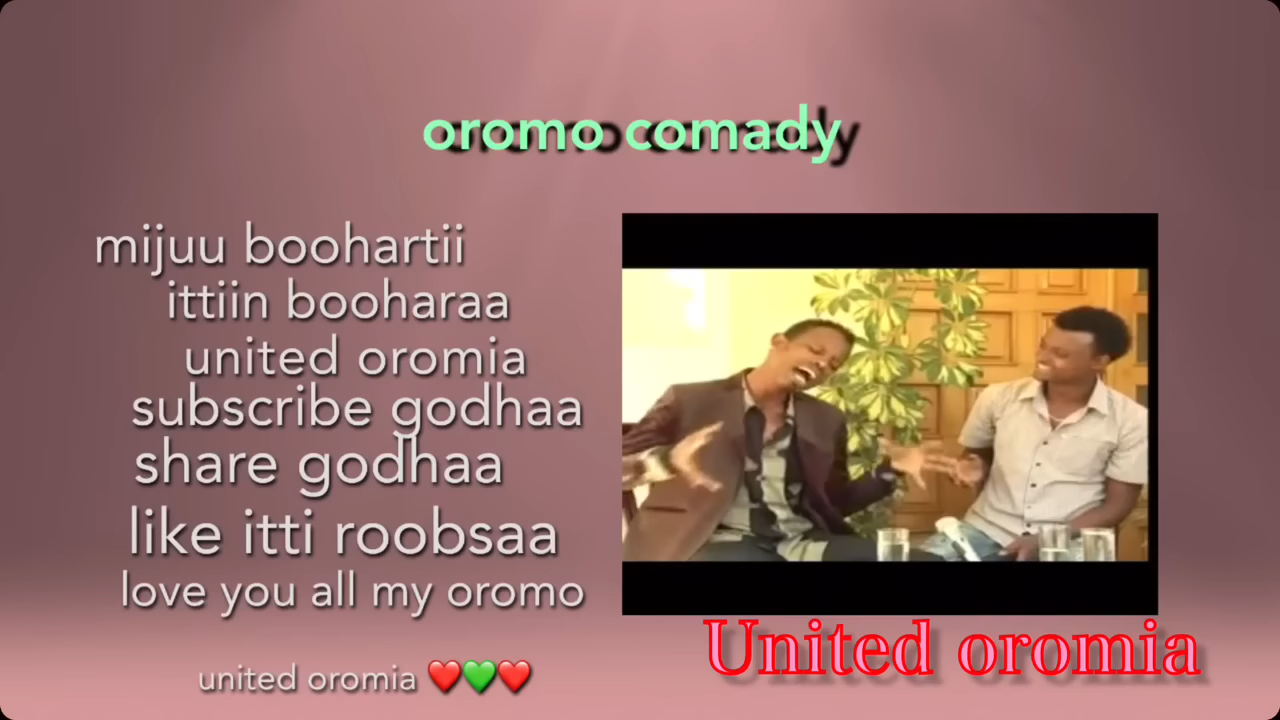 oromo comady
mijuu boohartii
ittiin booharaa
united oromia
subscribe godhaa
share godhaa
like itti roobsaa
love you all my oromo
united oromia ❤️💚❤️
United oromia